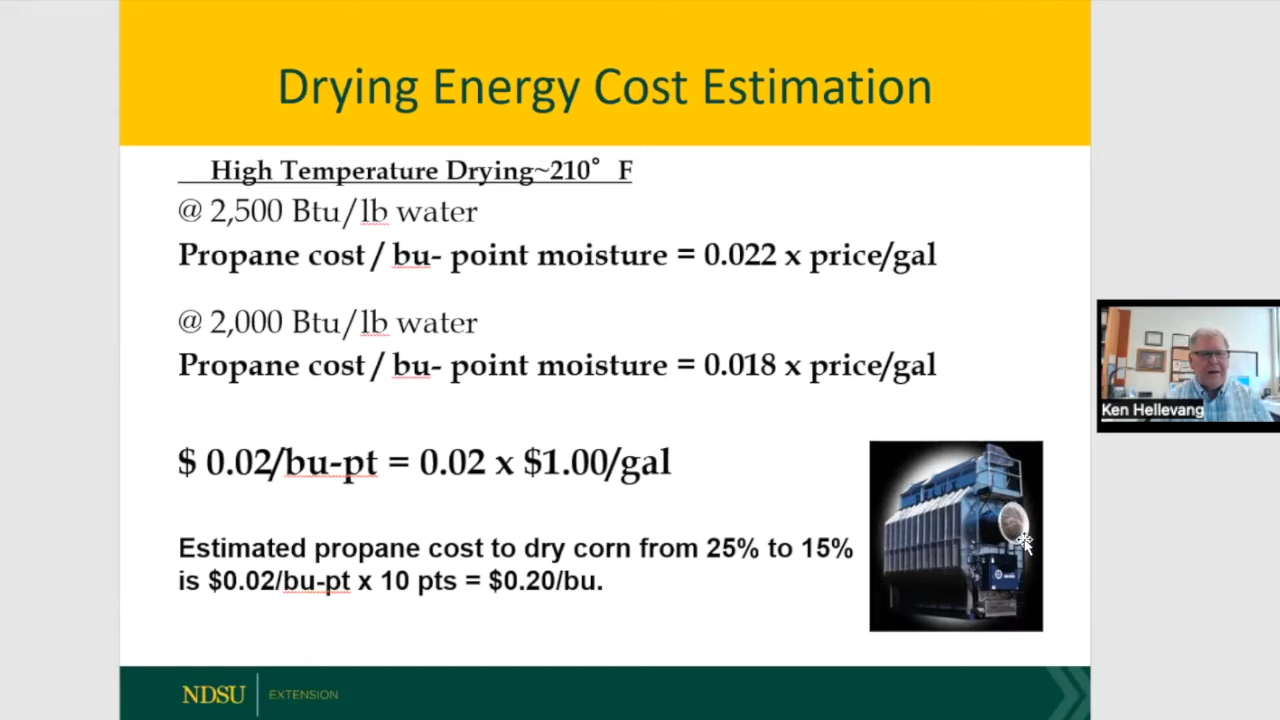 Drying Energy Cost Estimation
High Temperature Drying~210° F
@ 2,500 Btu/lb water
Propane cost / bu- point moisture = 0.022 x price/gal
@ 2,000 Btu/lb water
Propane cost / bu- point moisture = 0.018 x price/gal
$ 0.02/bu-pt = 0.02 x $1.00/gal
Estimated propane cost to dry corn from 25% to 15%
is $0.02/bu-pt x 10 pts = $0.20/bu.
Ken Hellevang
NDSU EXTENSION